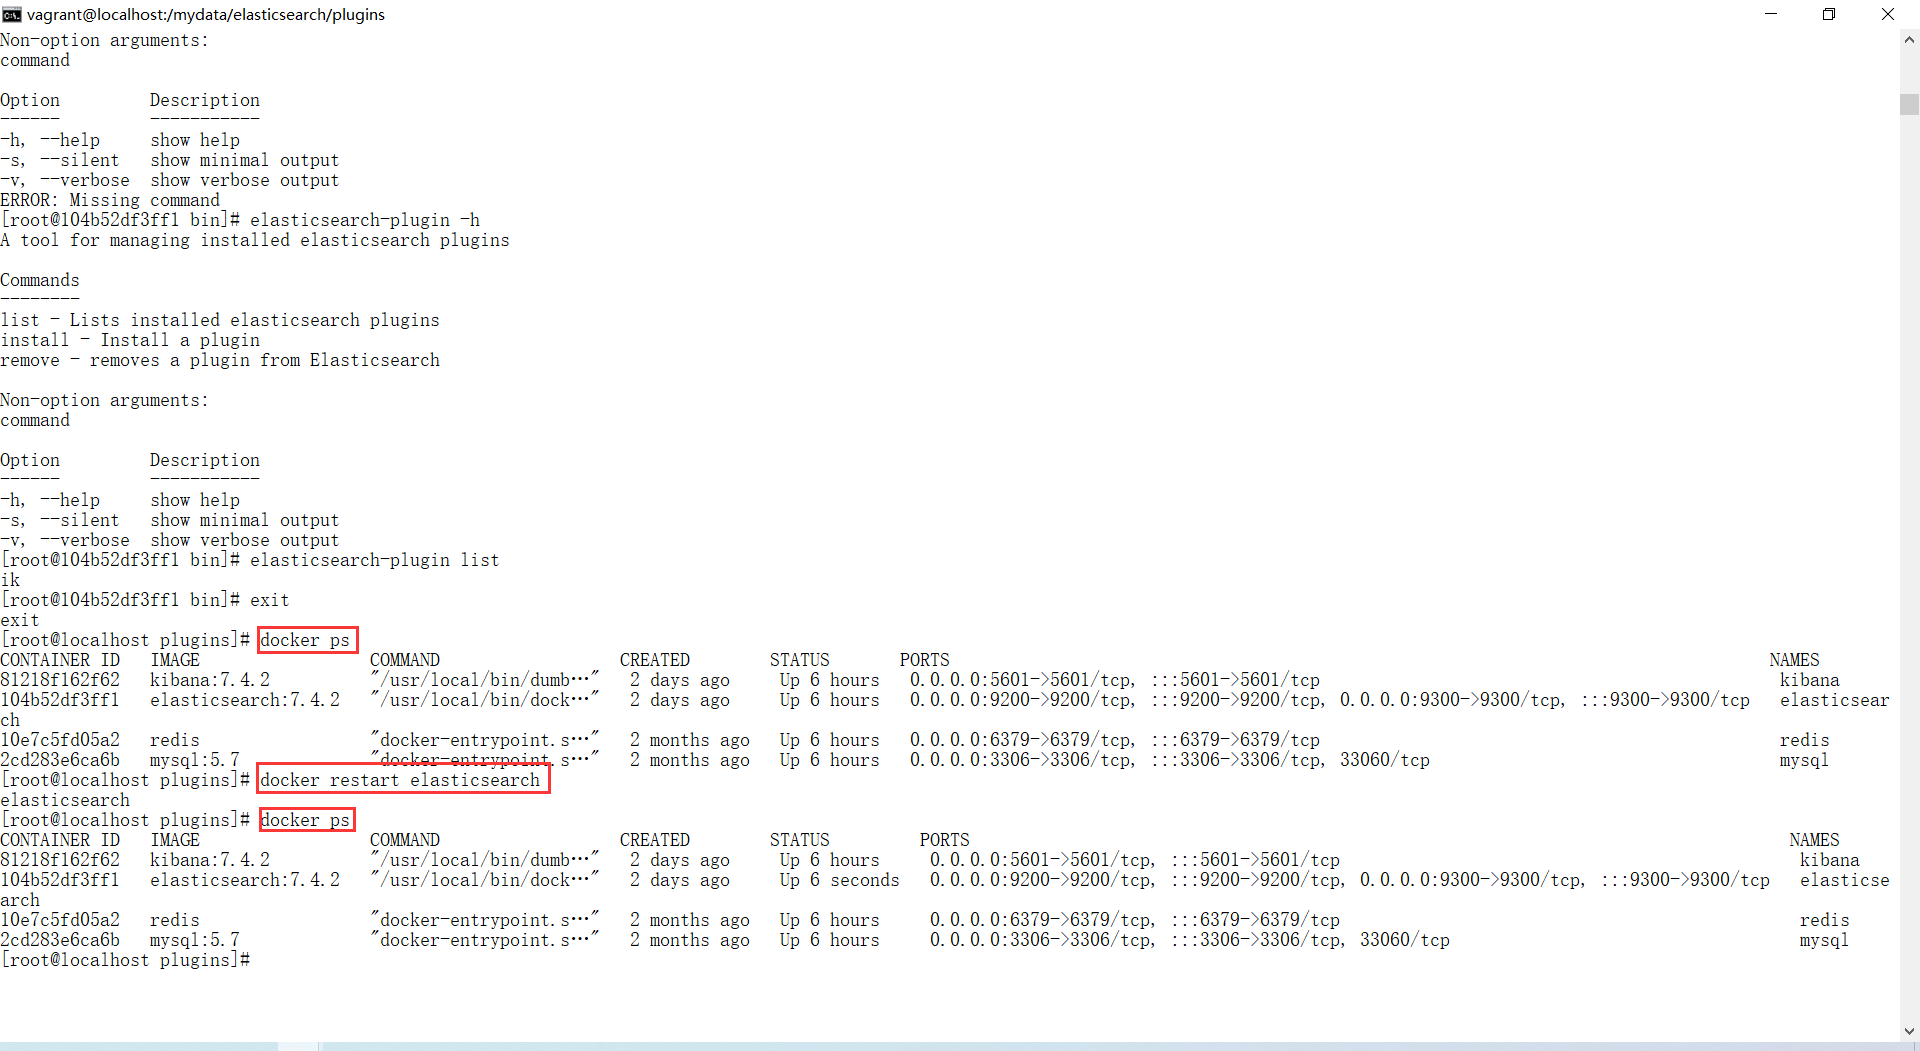 vagrant@localhost:/mydata/elasticsearch/plugins
Non-option arguments:
command
Option         Description
------         -----------
-h, --help     show help
-s, --silent   show minimal output
-v, --verbose  show verbose output
ERROR: Missing command
[root@104b52df3ff1 bin]# elasticsearch-plugin -h
A tool for managing installed elasticsearch plugins
Commands
--------
list - Lists installed elasticsearch plugins
install - Install a plugin
remove - removes a plugin from Elasticsearch
Non-option arguments:
command
Option         Description
------         -----------
-h, --help     show help
-s, --silent   show minimal output
-v, --verbose  show verbose output
[root@104b52df3ff1 bin]# elasticsearch-plugin list
ik
[root@104b52df3ff1 bin]# exit
exit
[root@localhost plugins]# docker ps
CONTAINER ID   IMAGE                 COMMAND                  CREATED        STATUS       PORTS                                                                                  NAMES
81218f162f62   kibana:7.4.2          "/usr/local/bin/dumb…"   2 days ago     Up 6 hours   0.0.0.0:5601->5601/tcp, :::5601->5601/tcp                                              kibana
104b52df3ff1   elasticsearch:7.4.2   "/usr/local/bin/dock…"   2 days ago     Up 6 hours   0.0.0.0:9200->9200/tcp, :::9200->9200/tcp, 0.0.0.0:9300->9300/tcp, :::9300->9300/tcp   elasticsear
ch
10e7c5fd05a2   redis                 "docker-entrypoint.s…"   2 months ago   Up 6 hours   0.0.0.0:6379->6379/tcp, :::6379->6379/tcp                                              redis
2cd283e6ca6b   mysql:5.7             "docker-entrypoint.s…"   2 months ago   Up 6 hours   0.0.0.0:3306->3306/tcp, :::3306->3306/tcp, 33060/tcp                                   mysql
[root@localhost plugins]# docker restart elasticsearch
elasticsearch
[root@localhost plugins]# docker ps
CONTAINER ID   IMAGE                 COMMAND                  CREATED        STATUS         PORTS                                                                                  NAMES
81218f162f62   kibana:7.4.2          "/usr/local/bin/dumb…"   2 days ago     Up 6 hours     0.0.0.0:5601->5601/tcp, :::5601->5601/tcp                                              kibana
104b52df3ff1   elasticsearch:7.4.2   "/usr/local/bin/dock…"   2 days ago     Up 6 seconds   0.0.0.0:9200->9200/tcp, :::9200->9200/tcp, 0.0.0.0:9300->9300/tcp, :::9300->9300/tcp   elasticse
arch
10e7c5fd05a2   redis                 "docker-entrypoint.s…"   2 months ago   Up 6 hours     0.0.0.0:6379->6379/tcp, :::6379->6379/tcp                                              redis
2cd283e6ca6b   mysql:5.7             "docker-entrypoint.s…"   2 months ago   Up 6 hours     0.0.0.0:3306->3306/tcp, :::3306->3306/tcp, 33060/tcp                                   mysql
[root@localhost plugins]#